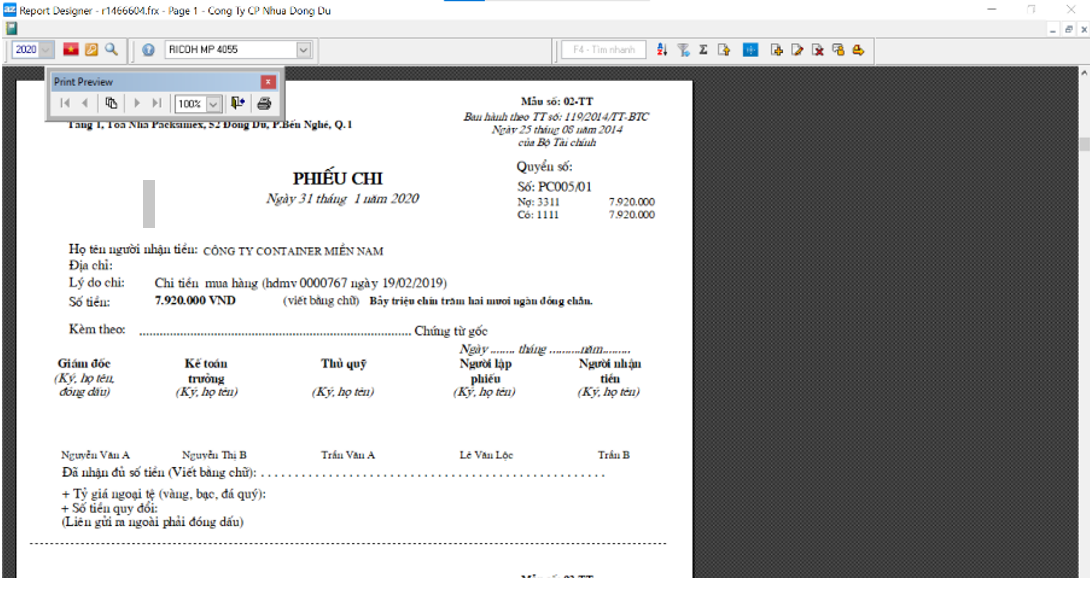 Report Designer - r1466604.frx - Page 1 - Cong Ty CP Nhua Dong Du
2020
RICOH MP 4055
F4 - Tìm nhanh
Print Preview
100%
Tầng 1, Toà Nhà Packsimex, 52 Đông Du, P.Bến Nghé, Q.1
Mẫu số: 02-TT
Ban hành theo TT số: 119/2014/TT-BTC
Ngày 25 tháng 08 năm 2014
của Bộ Tài chính
PHIẾU CHI
Ngày 31 tháng 1 năm 2020
Quyển số:
Số: PC005/01
Nợ: 3311 7.920.000
Có: 1111 7.920.000
Họ tên người nhận tiền: CÔNG TY CONTAINER MIỀN NAM
Địa chỉ:
Lý do chi: Chi tiền mua hàng (hdmv 0000767 ngày 19/02/2019)
Số tiền: 7.920.000 VND (viết bằng chữ) Bảy triệu chín trăm hai mươi ngàn đồng chẵn.
Kèm theo: ................................................................................ Chứng từ gốc
Ngày ........ tháng ..........năm.........
Giám đốc Kế toán Thủ quỹ Người lập Người nhận
(Ký, họ tên, trưởng phiếu tiền
đóng dấu) (Ký, họ tên) (Ký, họ tên) (Ký, họ tên) (Ký, họ tên)
Nguyễn Văn A Nguyễn Thị B Trần Văn A Lê Văn Lộc Trần B
Đã nhận đủ số tiền (Viết bằng chữ): . . . . . . . . . . . . . . . . . . . . . . . . . . . . . . . . . . . . . . . . . . . . . . . . . . . .
+ Tỷ giá ngoại tệ (vàng, bạc, đá quý):
+ Số tiền quy đổi:
(Liên gửi ra ngoài phải đóng dấu)